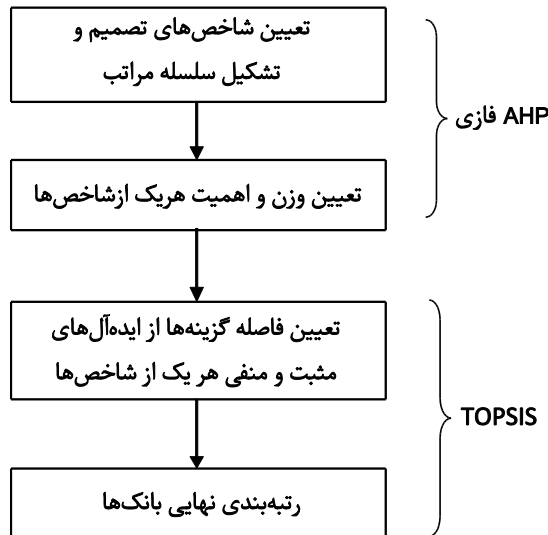 تعیین شاخص‌های تصمیم و
تشکیل سلسله مراتب
AHP فازی
تعیین وزن و اهمیت هریک ازشاخص‌ها
تعیین فاصله گزینه‌ها از ایده‌آل‌های
مثبت و منفی هر یک از شاخص‌ها
TOPSIS
رتبه‌بندی نهایی بانک‌ها